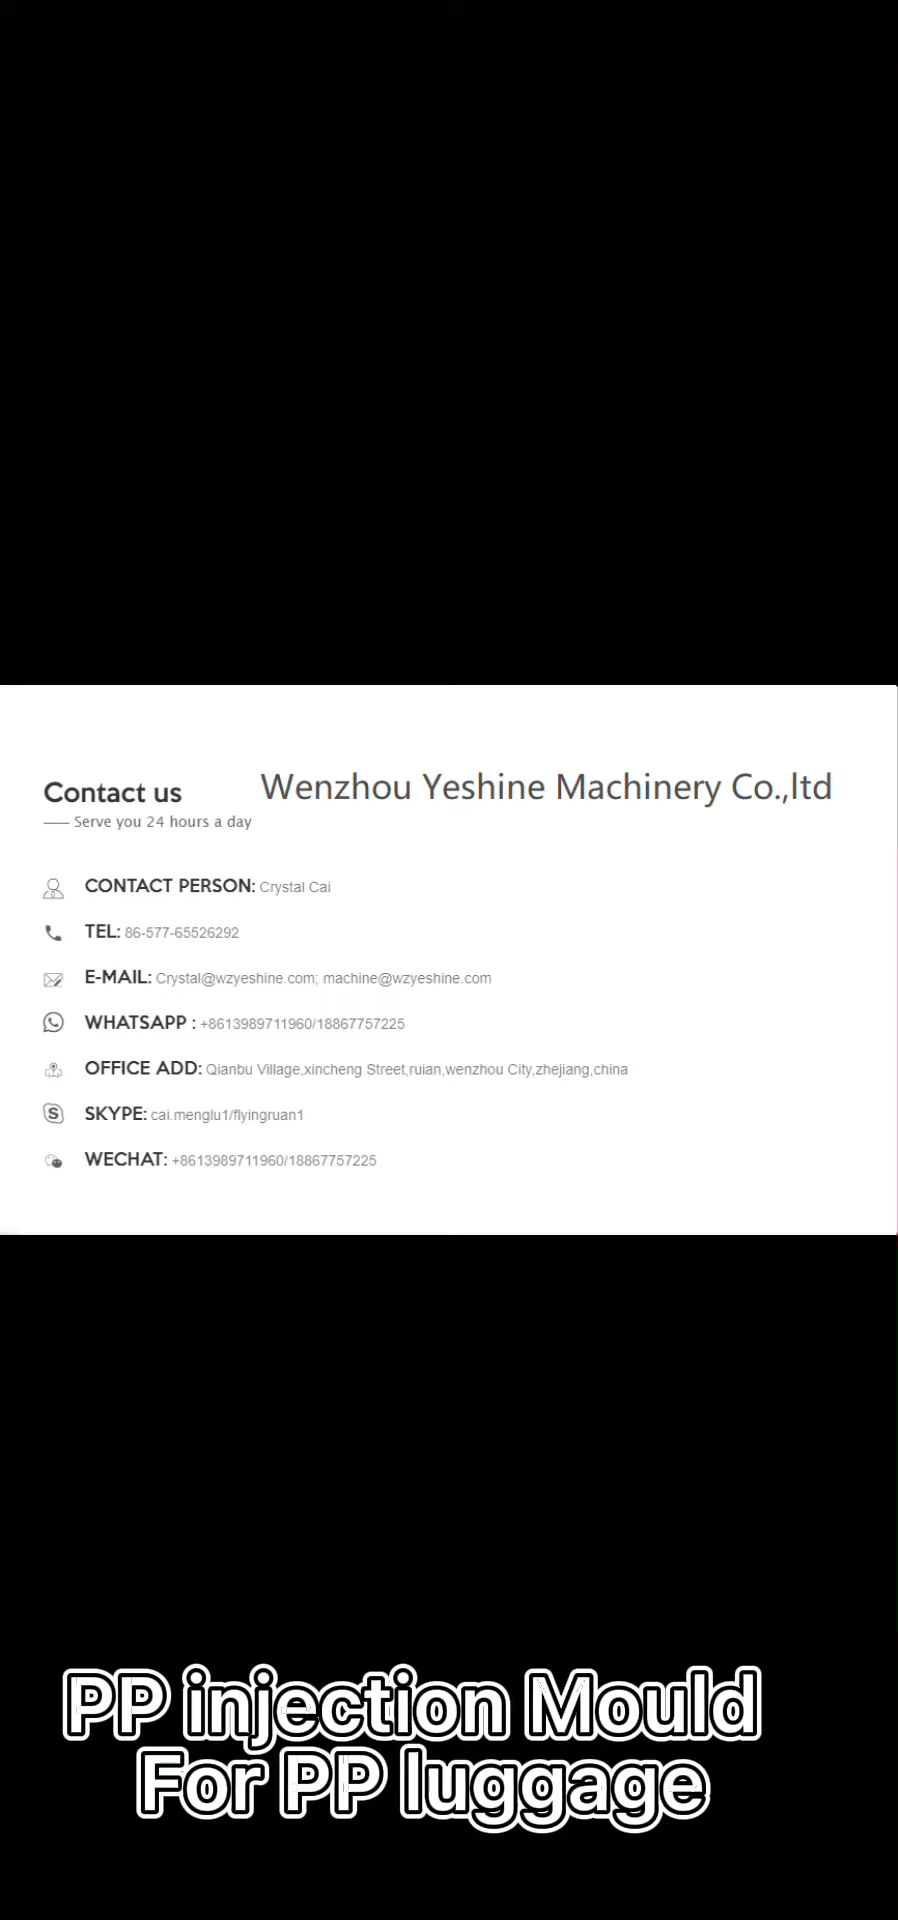 Contact us
Wenzhou Yeshine Machinery Co.,ltd
Serve you 24 hours a day
CONTACT PERSON: Crystal Cai
TEL: 86-577-65526292
E-MAIL: Crystal@wzyeshine.com; machine@wzyeshine.com
WHATSAPP : +8613989711960/18867757225
OFFICE ADD: Qianbu Village,xincheng Street,ruian,wenzhou City,zhejiang,china
SKYPE: cai.menglu1/flyingruan1
WECHAT: +8613989711960/18867757225
PP injection Mould
For PP luggage